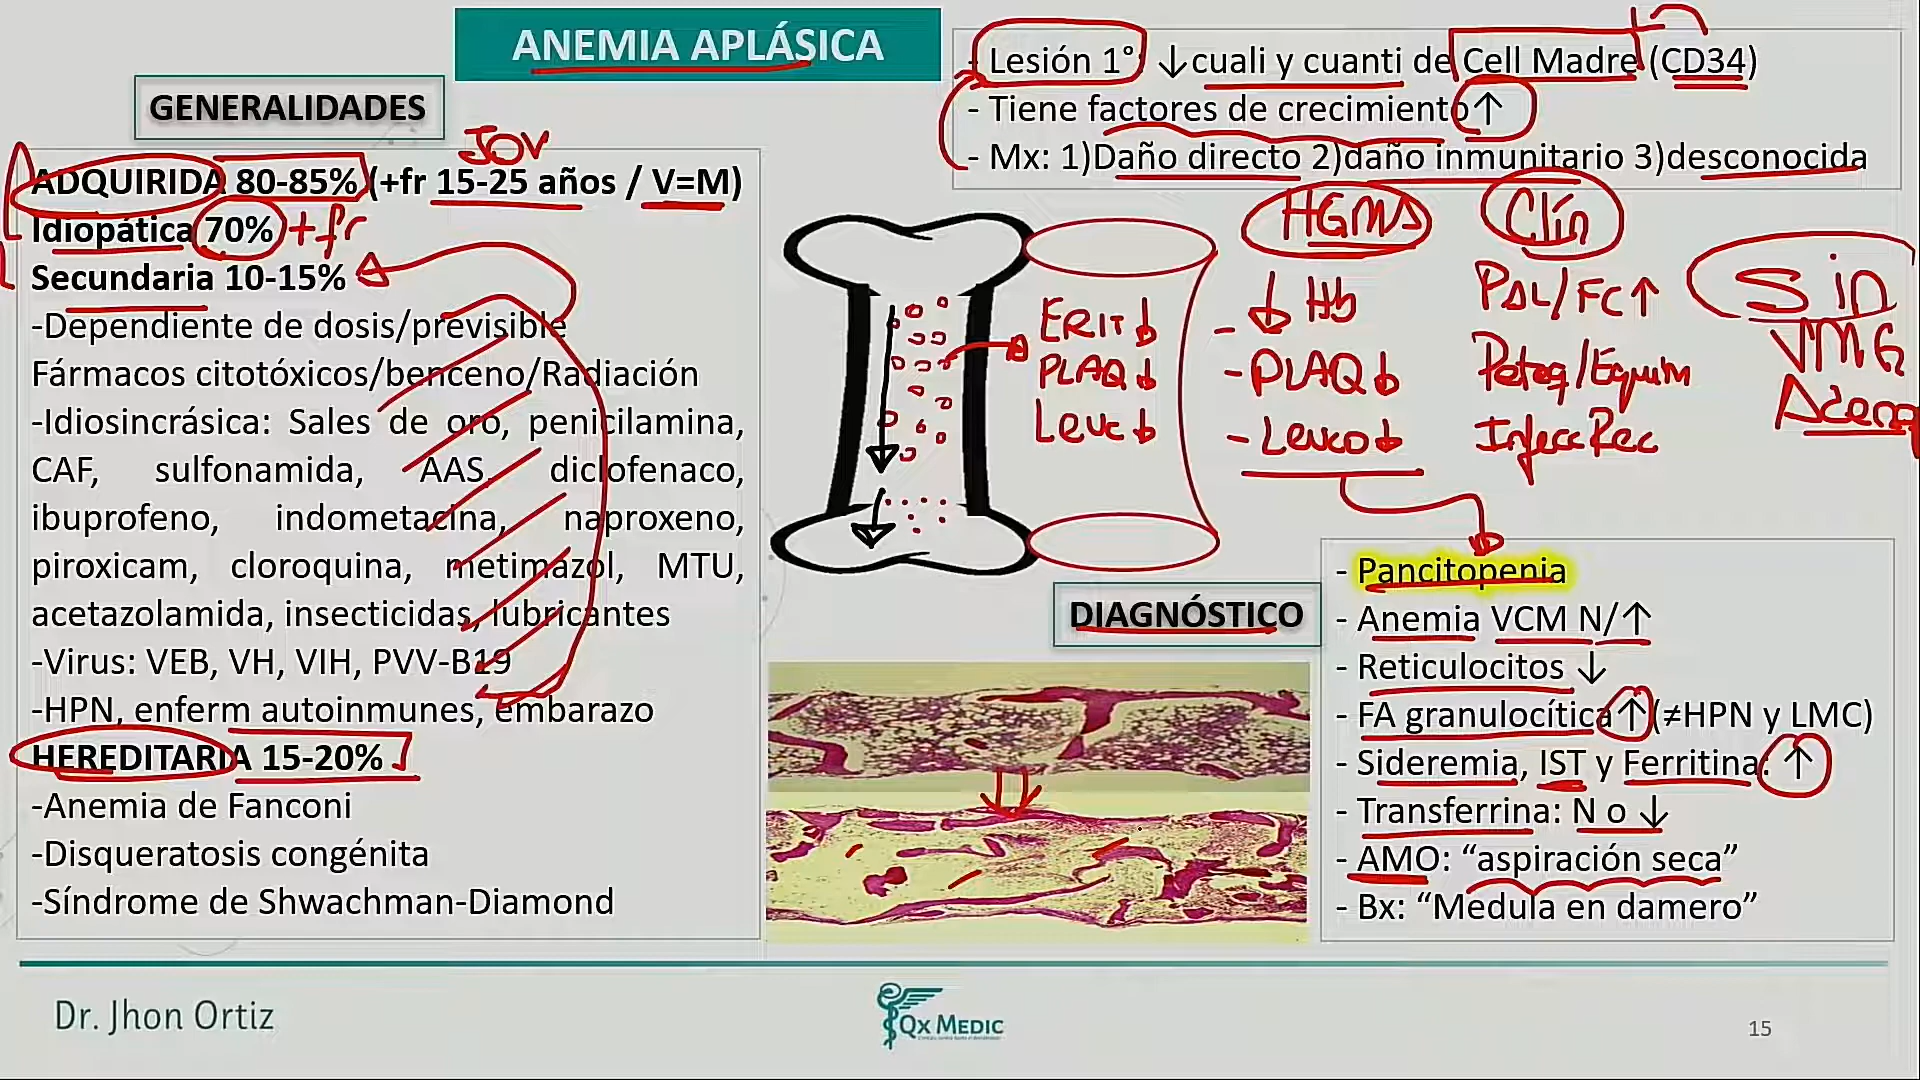 ANEMIA APLÁSICA
GENERALIDADES
JOV
ADQUIRIDA 80-85% (+fr 15-25 años / V=M)
Idiopática 70% +fr
Secundaria 10-15%
-Dependiente de dosis/previsible
Fármacos citotóxicos/benceno/Radiación
-Idiosincrásica: Sales de oro, penicilamina,
CAF, sulfonamida, AAS, diclofenaco,
ibuprofeno, indometacina, naproxeno,
piroxicam, cloroquina, metimazol, MTU,
acetazolamida, insecticidas, lubricantes
-Virus: VEB, VH, VIH, PVV-B19
-HPN, enferm autoinmunes, embarazo
HEREDITARIA 15-20%
-Anemia de Fanconi
-Disqueratosis congénita
-Síndrome de Shwachman-Diamond
- Lesión 1°: ↓cuali y cuanti de Cell Madre (CD34)
- Tiene factores de crecimiento ↑
- Mx: 1)Daño directo 2)daño inmunitario 3)desconocida
ERIT ↓
PLAQ ↓
Leuc ↓
HGMA
↓ Hb
- PLAQ ↓
- Leuco ↓
Clín
PAL/FC↑
Peteq/Equim
Infecc Rec
Sin
VMG
Adenop
DIAGNÓSTICO
- Pancitopenia
- Anemia VCM N/↑
- Reticulocitos ↓
- FA granulocítica ↑ (≠HPN y LMC)
- Sideremia, IST y Ferritina: ↑
- Transferrina: N o ↓
- AMO: “aspiración seca”
- Bx: “Medula en damero”
Dr. Jhon Ortiz
QX MEDIC
15